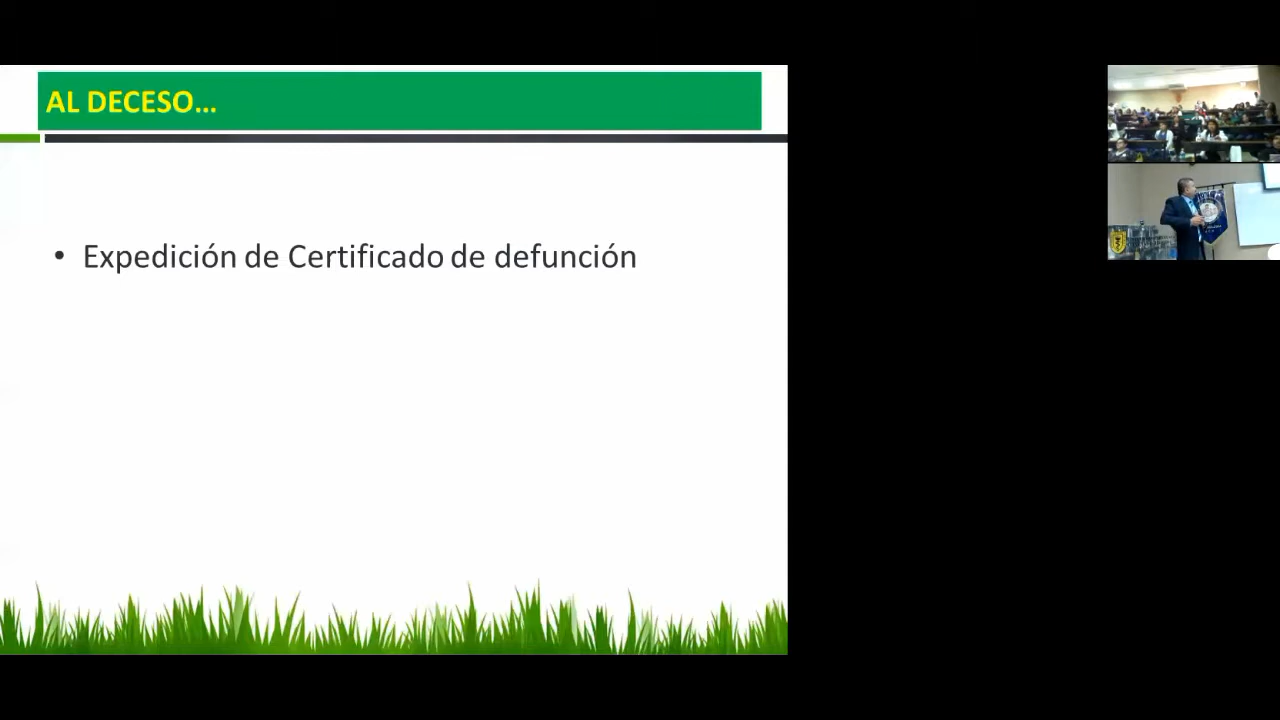 AL DECESO...
• Expedición de Certificado de defunción